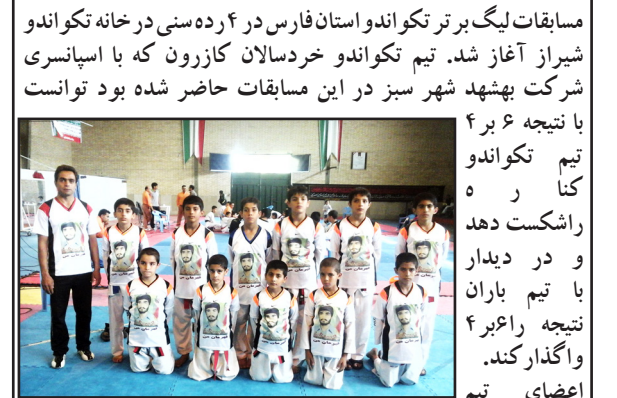 مسابقات لیگ برتر تکواندو استان فارس در ۴ رده سنی در خانه تکواندو
شیراز آغاز شد. تیم تکواندو خردسالان کازرون که با اسپانسری
شرکت بهشهد شهر سبز در این مسابقات حاضر شده بود توانست
با نتیجه ۶ بر ۴
تیم تکواندو
کنا ر ه
راشکست دهد
و در دیدار
با تیم باران
نتیجه را۶بر۴
واگذار کند.
اعضای تیم